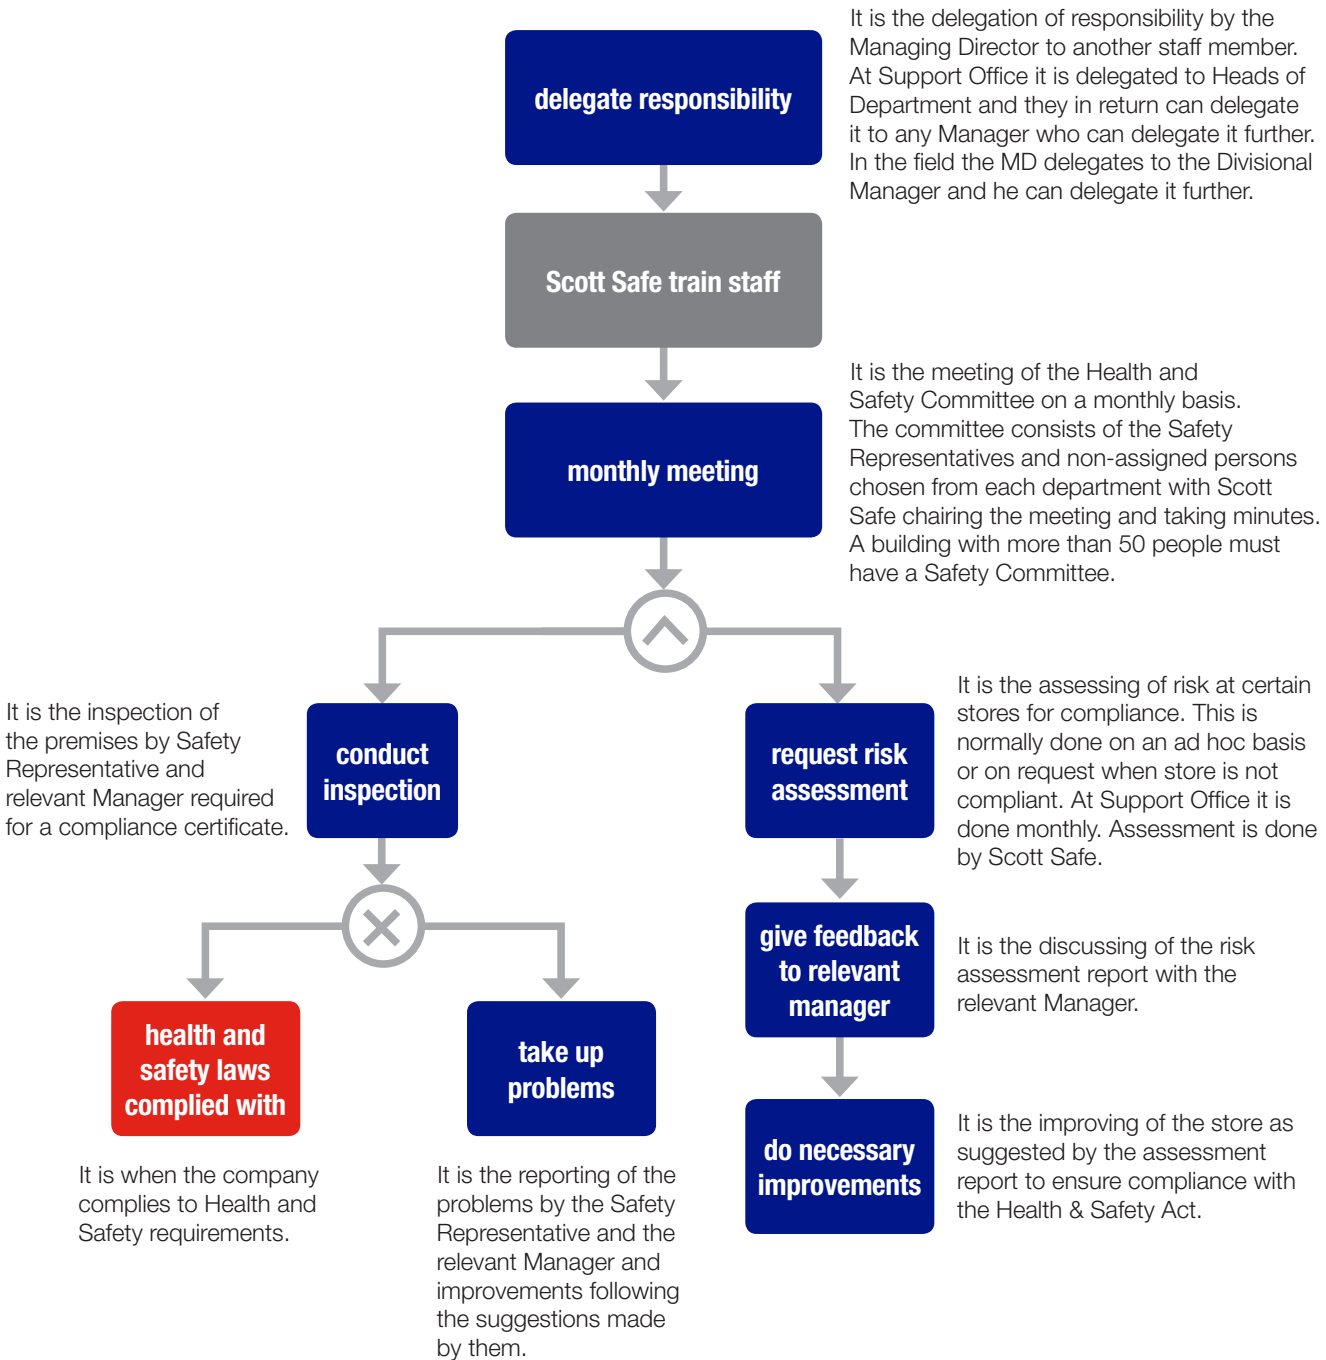 It is the delegation of responsibility by the
Managing Director to another staff member.
At Support Office it is delegated to Heads of
Department and they in return can delegate
it to any Manager who can delegate it further.
In the field the MD delegates to the Divisional
Manager and he can delegate it further.
delegate responsibility
Scott Safe train staff
It is the meeting of the Health and
Safety Committee on a monthly basis.
The committee consists of the Safety
Representatives and non-assigned persons
chosen from each department with Scott
Safe chairing the meeting and taking minutes.
A building with more than 50 people must
have a Safety Committee.
monthly meeting
It is the inspection of
the premises by Safety
Representative and
relevant Manager required
for a compliance certificate.
conduct
inspection
request risk
assessment
It is the assessing of risk at certain
stores for compliance. This is
normally done on an ad hoc basis
or on request when store is not
compliant. At Support Office it is
done monthly. Assessment is done
by Scott Safe.
give feedback
to relevant
manager
It is the discussing of the risk
assessment report with the
relevant Manager.
health and
safety laws
complied with
take up
problems
do necessary
improvements
It is the improving of the store as
suggested by the assessment
report to ensure compliance with
the Health & Safety Act.
It is when the company
complies to Health and
Safety requirements.
It is the reporting of the
problems by the Safety
Representative and the
relevant Manager and
improvements following
the suggestions made
by them.